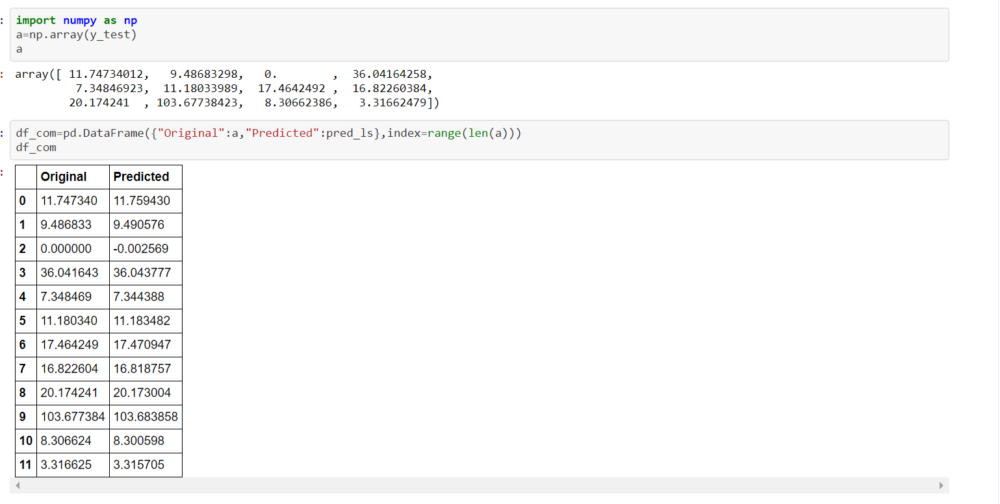 :
import numpy as np
a=np.array(y_test)
a
:
array([ 11.74734012,   9.48683298,   0.        ,  36.04164258,
         7.34846923,  11.18033989,  17.4642492 ,  16.82260384,
        20.174241  , 103.67738423,   8.30662386,   3.31662479])
:
df_com=pd.DataFrame({"Original":a,"Predicted":pred_ls},index=range(len(a)))
df_com
:
Original Predicted
0 11.747340 11.759430
1 9.486833 9.490576
2 0.000000 -0.002569
3 36.041643 36.043777
4 7.348469 7.344388
5 11.180340 11.183482
6 17.464249 17.470947
7 16.822604 16.818757
8 20.174241 20.173004
9 103.677384 103.683858
10 8.306624 8.300598
11 3.316625 3.315705